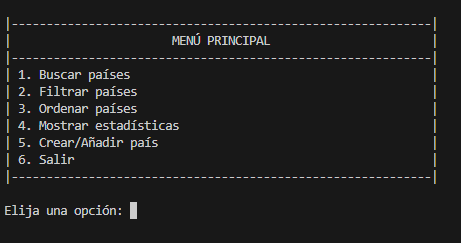 |------------------------------------------------------------|
|                       MENÚ PRINCIPAL                       |
|------------------------------------------------------------|
| 1. Buscar países                                           |
| 2. Filtrar países                                          |
| 3. Ordenar países                                          |
| 4. Mostrar estadísticas                                    |
| 5. Crear/Añadir país                                       |
| 6. Salir                                                   |
|------------------------------------------------------------|
Elija una opción: